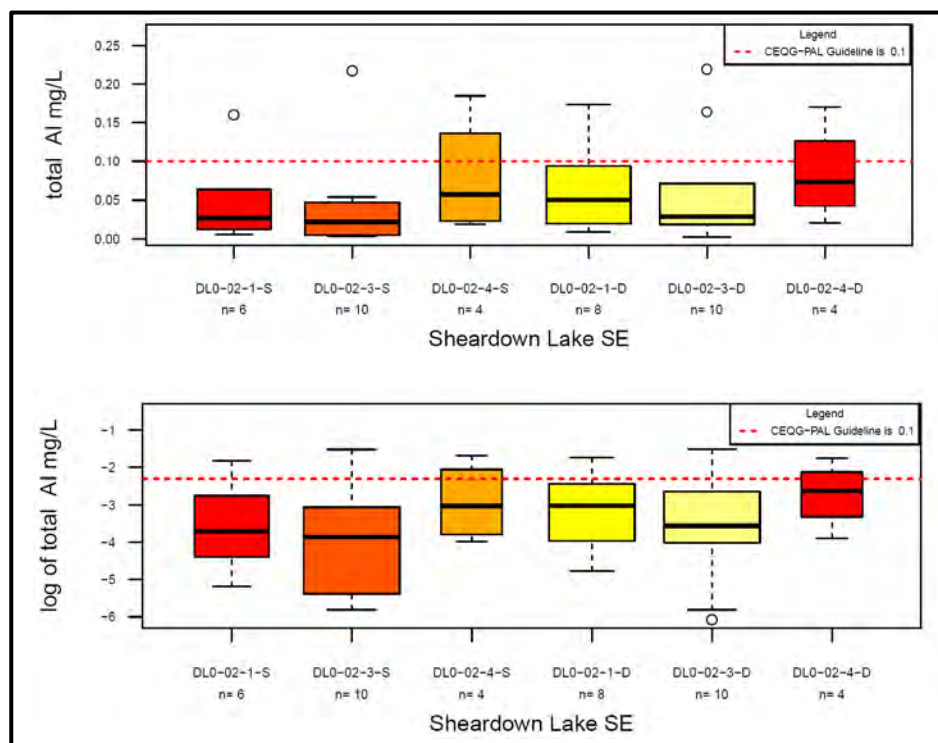 Legend
CEQG-PAL Guideline is 0.1
total Al mg/L
0.25
0.20
0.15
0.10
0.05
0.00
DL0-02-1-S DL0-02-3-S DL0-02-4-S DL0-02-1-D DL0-02-3-D DL0-02-4-D
n= 6 n= 10 n= 4 n= 8 n= 10 n= 4
Sheardown Lake SE
Legend
CEQG-PAL Guideline is 0.1
log of total Al mg/L
-1
-2
-3
-4
-5
-6
DL0-02-1-S DL0-02-3-S DL0-02-4-S DL0-02-1-D DL0-02-3-D DL0-02-4-D
n= 6 n= 10 n= 4 n= 8 n= 10 n= 4
Sheardown Lake SE